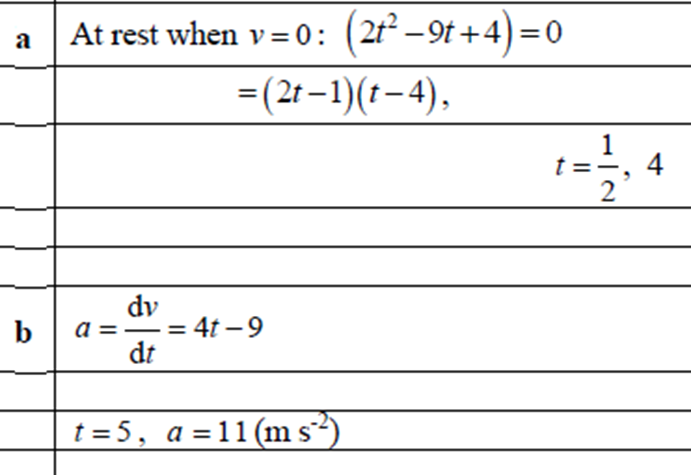 a At rest when v = 0 : (2t² − 9t + 4) = 0
= (2t − 1)(t − 4),
t = 1/2, 4
b a = dv/dt = 4t − 9
t = 5 , a = 11 (m s⁻²)